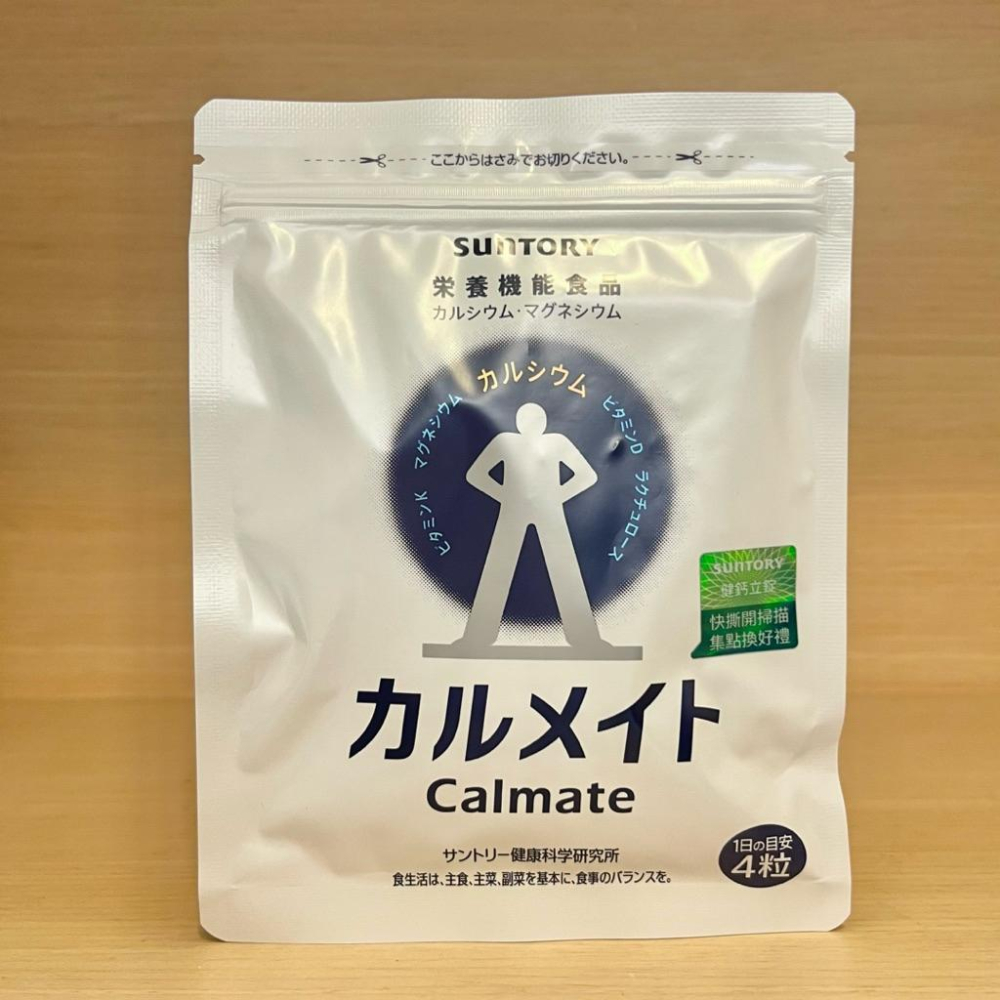 ここからはさみでお切りください。
SUNTORY
栄養機能食品
カルシウム・マグネシウム
カルシウム
マグネシウム
ビタミンK
ビタミンD
ラクチュロース
SUNTORY
健鈣立錠
快撕開掃描
集點換好禮
カルメイト
Calmate
サントリー健康科学研究所
食生活は、主食、主菜、副菜を基本に、食事のバランスを。
1日の目安
4粒